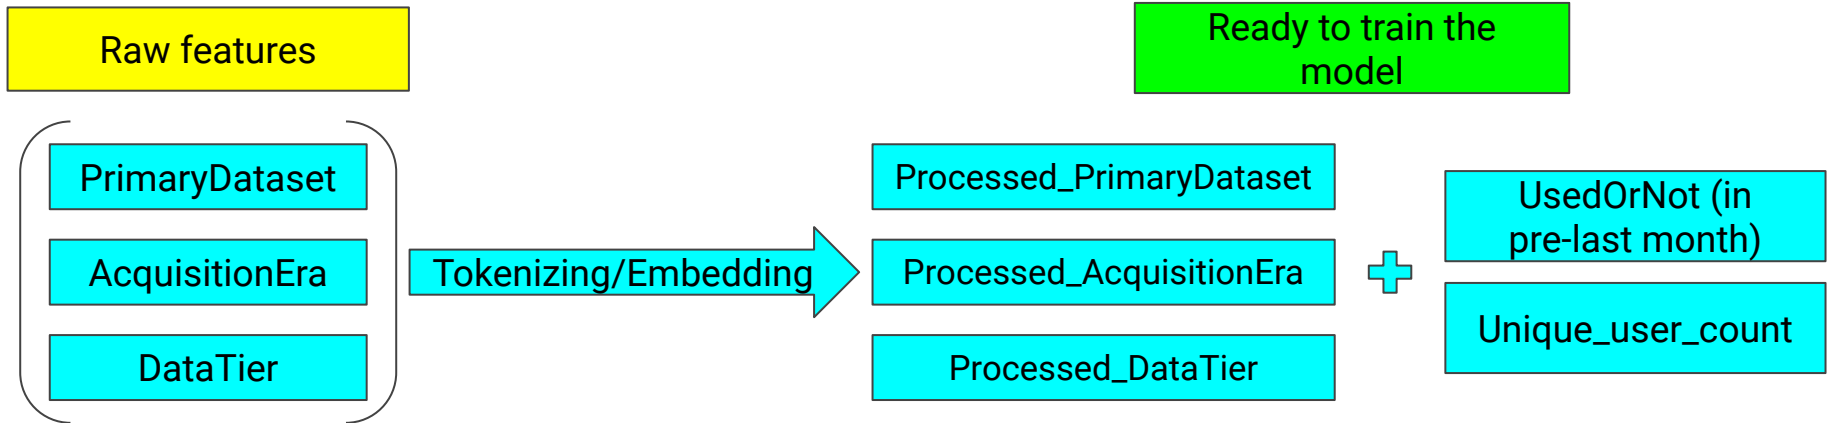 Raw features
Ready to train the
model
PrimaryDataset
AcquisitionEra
DataTier
Tokenizing/Embedding
Processed_PrimaryDataset
Processed_AcquisitionEra
Processed_DataTier
UsedOrNot (in
pre-last month)
Unique_user_count